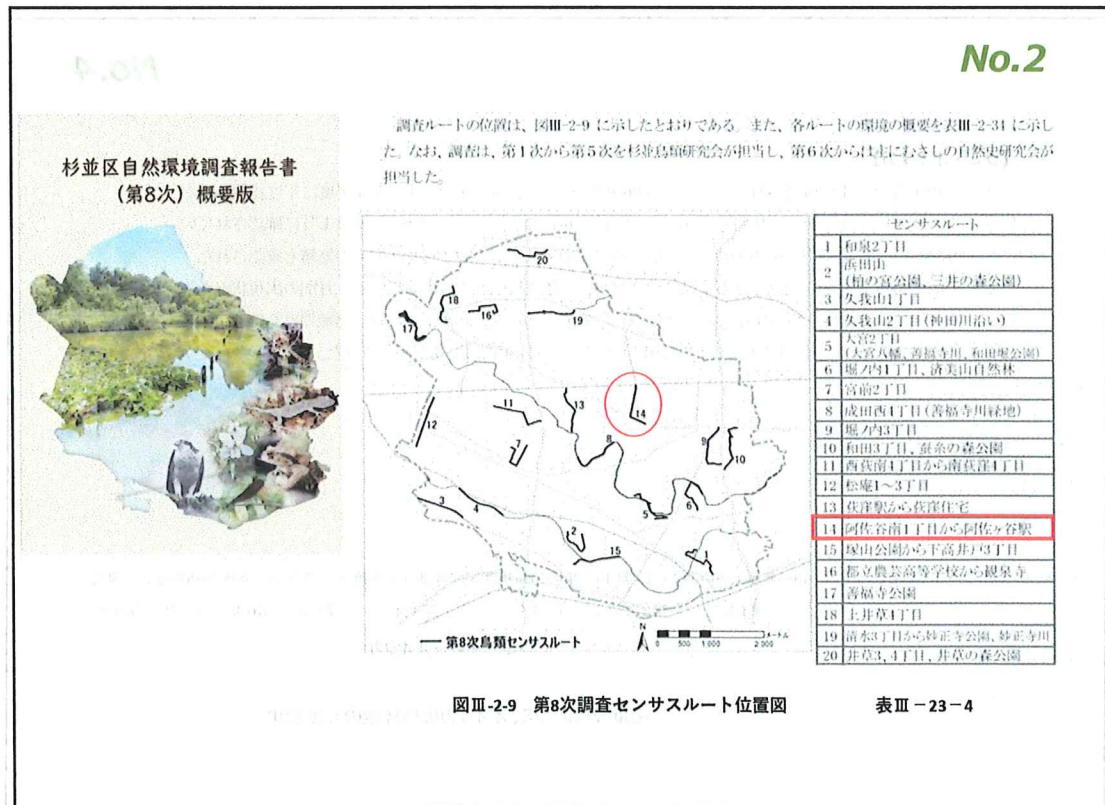 No.2
杉並区自然環境調査報告書
(第8次) 概要版
調査ルートの位置は、図Ⅲ-2-9 に示したとおりである。また、各ルートの環境の概要を表Ⅲ-2-34 に示し
た。なお、調査は、第1次から第5次を杉並鳥類研究会が担当し、第6次からは主にむさしの自然史研究会が
担当した。
20
18
16
19
17
14
13
11
12
7
8
9
10
6
5
3
4
2
15
1
第8次鳥類センサスルート
N
メートル
0 500 1 000 2 000
センサスルート
1 和泉2丁目
2 浜田山
(柏の宮公園、三井の森公園)
3 久我山1丁目
4 久我山2丁目(神田川沿い)
5 大宮2丁目
(大宮八幡、善福寺川、和田堀公園)
6 堀ノ内1丁目、済美山自然林
7 宮前2丁目
8 成田西4丁目(善福寺川緑地)
9 堀ノ内3丁目
10 和田3丁目、蚕糸の森公園
11 西荻南4丁目から南荻窪4丁目
12 松庵1~3丁目
13 荻窪駅から荻窪住宅
14 阿佐谷南1丁目から阿佐ヶ谷駅
15 塚山公園から下高井戸3丁目
16 都立農芸高等学校から観泉寺
17 善福寺公園
18 上井草4丁目
19 清水3丁目から妙正寺公園、妙正寺川
20 井草3,4丁目、井草の森公園
図Ⅲ-2-9 第8次調査センサスルート位置図
表Ⅲ-23-4